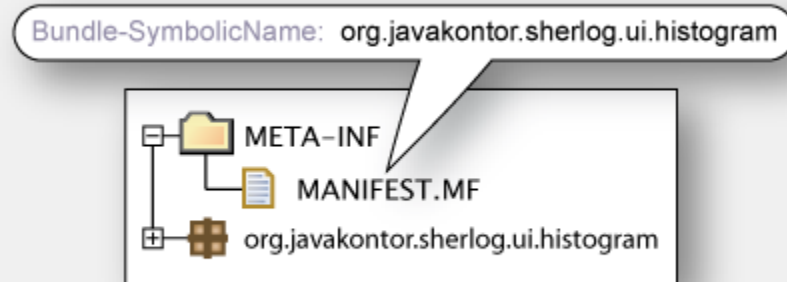 Bundle-SymbolicName: org.javakontor.sherlog.ui.histogram
META-INF
MANIFEST.MF
org.javakontor.sherlog.ui.histogram